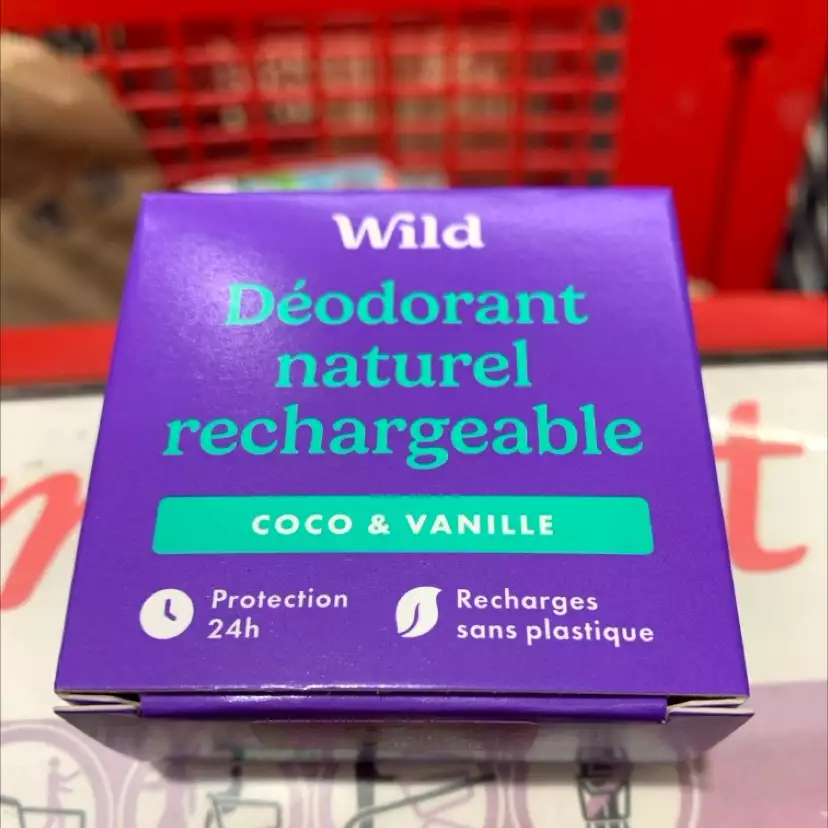 Wild
Déodorant
naturel
rechargeable
COCO & VANILLE
Protection
24h
Recharges
sans plastique